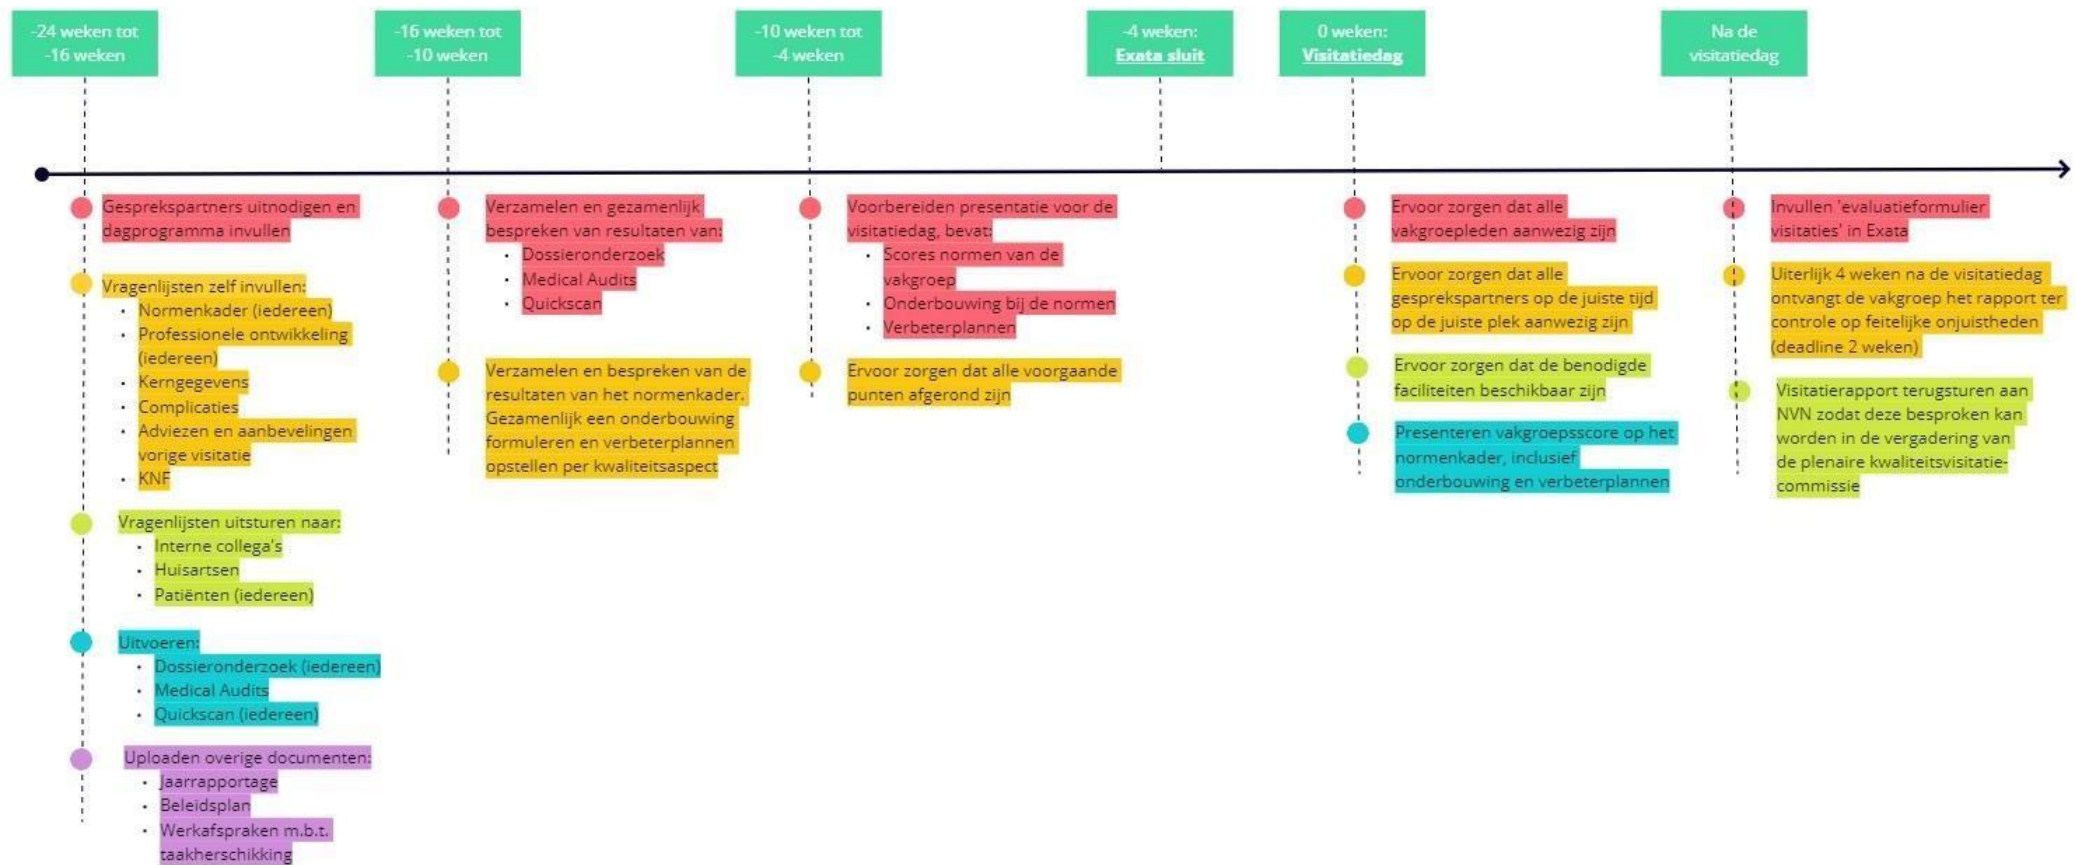 -24 weken tot
-16 weken
-16 weken tot
-10 weken
-10 weken tot
-4 weken
-4 weken:
Exata sluit
0 weken:
Visitatiedag
Na de
visitatiedag
Gesprekspartners uitnodigen en
dagprogramma invullen
Vragenlijsten zelf invullen:
• Normenkader (iedereen)
• Professionele ontwikkeling
(iedereen)
• Kerngegevens
• Complicaties
• Adviezen en aanbevelingen
vorige visitatie
• KNF
Vragenlijsten uitsturen naar:
• Interne collega's
• Huisartsen
• Patiënten (iedereen)
Uitvoeren:
• Dossieronderzoek (iedereen)
• Medical Audits
• Quickscan (iedereen)
Uploaden overige documenten:
• Jaarrapportage
• Beleidsplan
• Werkafspraken m.b.t.
taakherschikking
Verzamelen en gezamenlijk
bespreken van resultaten van:
• Dossieronderzoek
• Medical Audits
• Quickscan
Verzamelen en bespreken van de
resultaten van het normenkader.
Gezamenlijk een onderbouwing
formuleren en verbeterplannen
opstellen per kwaliteitsaspect
Voorbereiden presentatie voor de
visitatiedag, bevat:
• Scores normen van de
vakgroep
• Onderbouwing bij de normen
• Verbeterplannen
Ervoor zorgen dat alle voorgaande
punten afgerond zijn
Ervoor zorgen dat alle
vakgroepleden aanwezig zijn
Ervoor zorgen dat alle
gesprekspartners op de juiste tijd
op de juiste plek aanwezig zijn
Ervoor zorgen dat de benodigde
faciliteiten beschikbaar zijn
Presenteren vakgroepsscore op het
normenkader, inclusief
onderbouwing en verbeterplannen
Invullen 'evaluatieformulier
visitaties' in Exata
Uiterlijk 4 weken na de visitatiedag
ontvangt de vakgroep het rapport ter
controle op feitelijke onjuistheden
(deadline 2 weken)
Visitatierapport terugsturen aan
NVN zodat deze besproken kan
worden in de vergadering van
de plenaire kwaliteitsvisitatie-
commissie